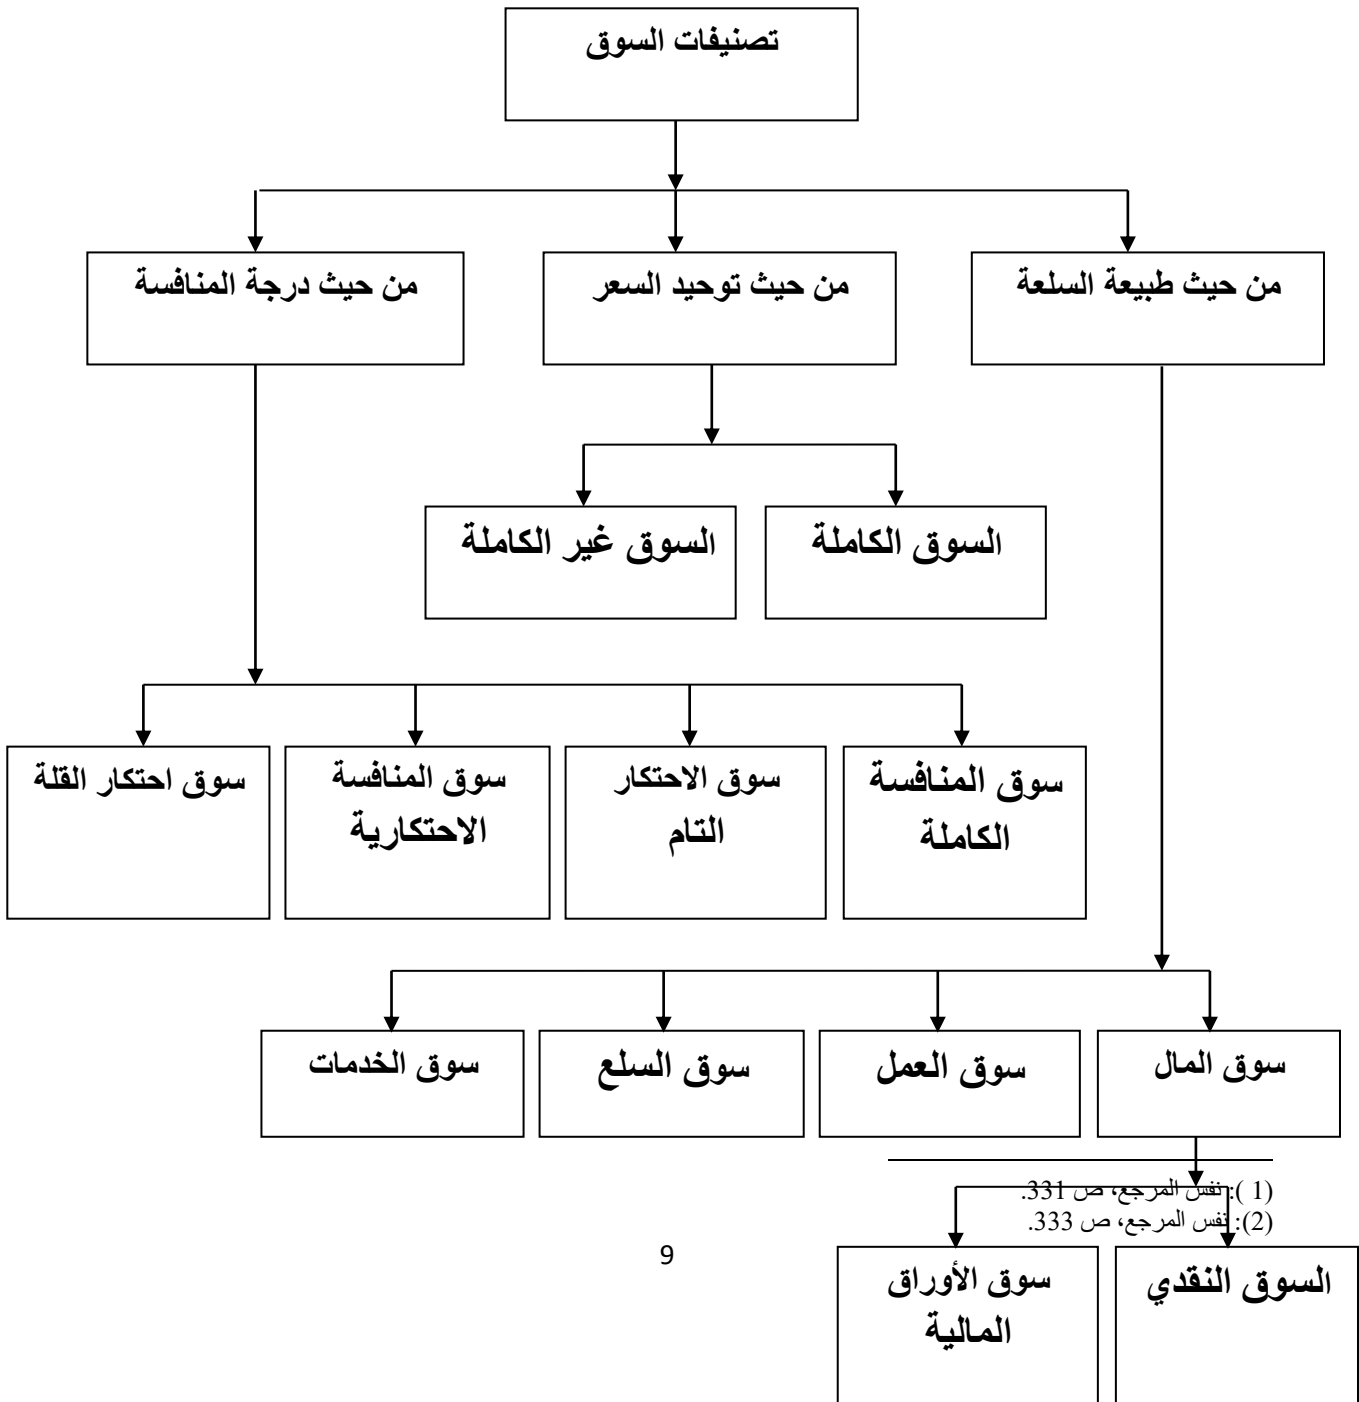 تصنيفات السوق
من حيث طبيعة السلعة
من حيث توحيد السعر
من حيث درجة المنافسة
السوق الكاملة
السوق غير الكاملة
سوق المنافسة
الكاملة
سوق الاحتكار
التام
سوق المنافسة
الاحتكارية
سوق احتكار القلة
سوق المال
سوق العمل
سوق السلع
سوق الخدمات
(1 ): نفس المرجع، ص 331.
(2): نفس المرجع، ص 333.
السوق النقدي
سوق الأوراق
المالية
9